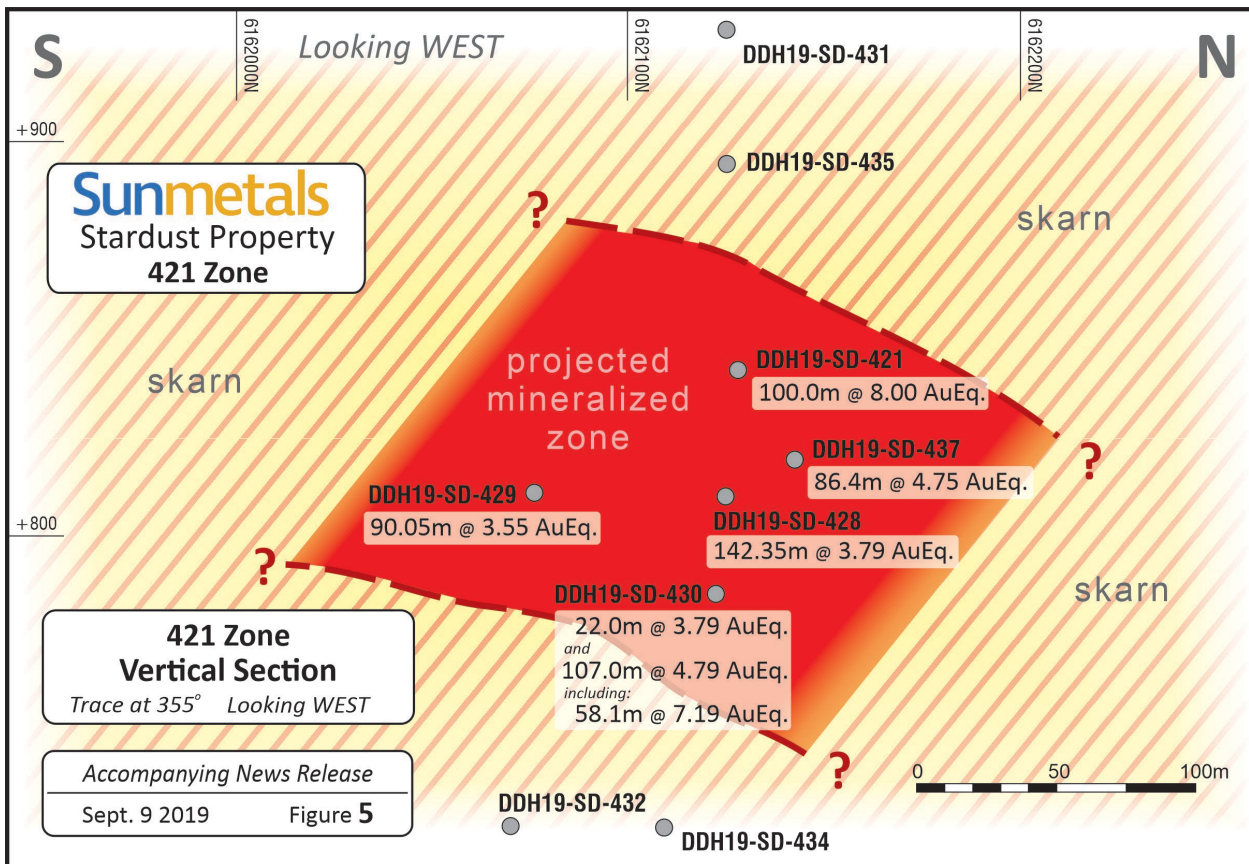 S
Looking WEST
N
6162000N
6162100N
6162200N
DDH19-SD-431
+900
DDH19-SD-435
Sunmetals
Stardust Property
421 Zone
?
skarn
projected
mineralized
zone
skarn
DDH19-SD-421
100.0m @ 8.00 AuEq.
DDH19-SD-437
86.4m @ 4.75 AuEq.
?
DDH19-SD-429
90.05m @ 3.55 AuEq.
DDH19-SD-428
142.35m @ 3.79 AuEq.
+800
?
DDH19-SD-430
22.0m @ 3.79 AuEq.
and
107.0m @ 4.79 AuEq.
including:
58.1m @ 7.19 AuEq.
skarn
421 Zone
Vertical Section
Trace at 355° Looking WEST
?
Accompanying News Release
Sept. 9 2019 Figure 5
0 50 100m
DDH19-SD-432
DDH19-SD-434